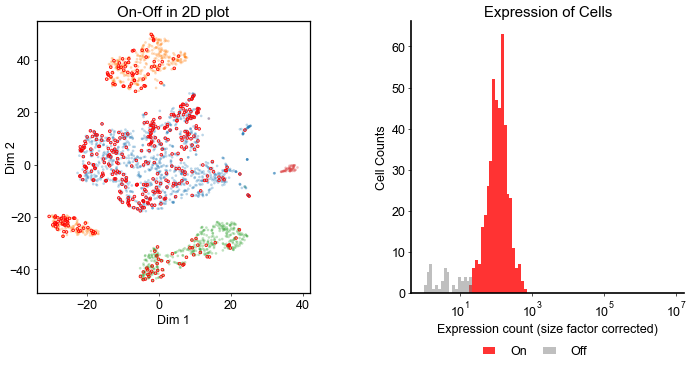 On-Off in 2D plot
40
20
0
−20
−40
Dim 2
−20
0
20
40
Dim 1
Expression of Cells
60
50
40
30
20
10
0
Cell Counts
10^1
10^3
10^5
10^7
Expression count (size factor corrected)
On
Off